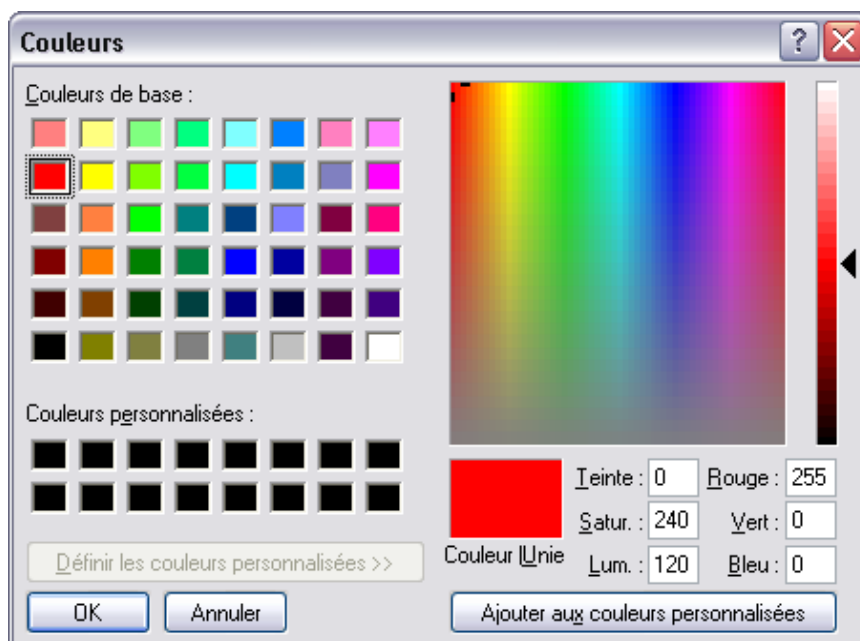 Couleurs
Couleurs de base :
Couleurs personnalisées :
Définir les couleurs personnalisées >>
OK Annuler
Couleur|Unie
Teinte : 0 Rouge : 255
Satur. : 240 Vert : 0
Lum. : 120 Bleu : 0
Ajouter aux couleurs personnalisées